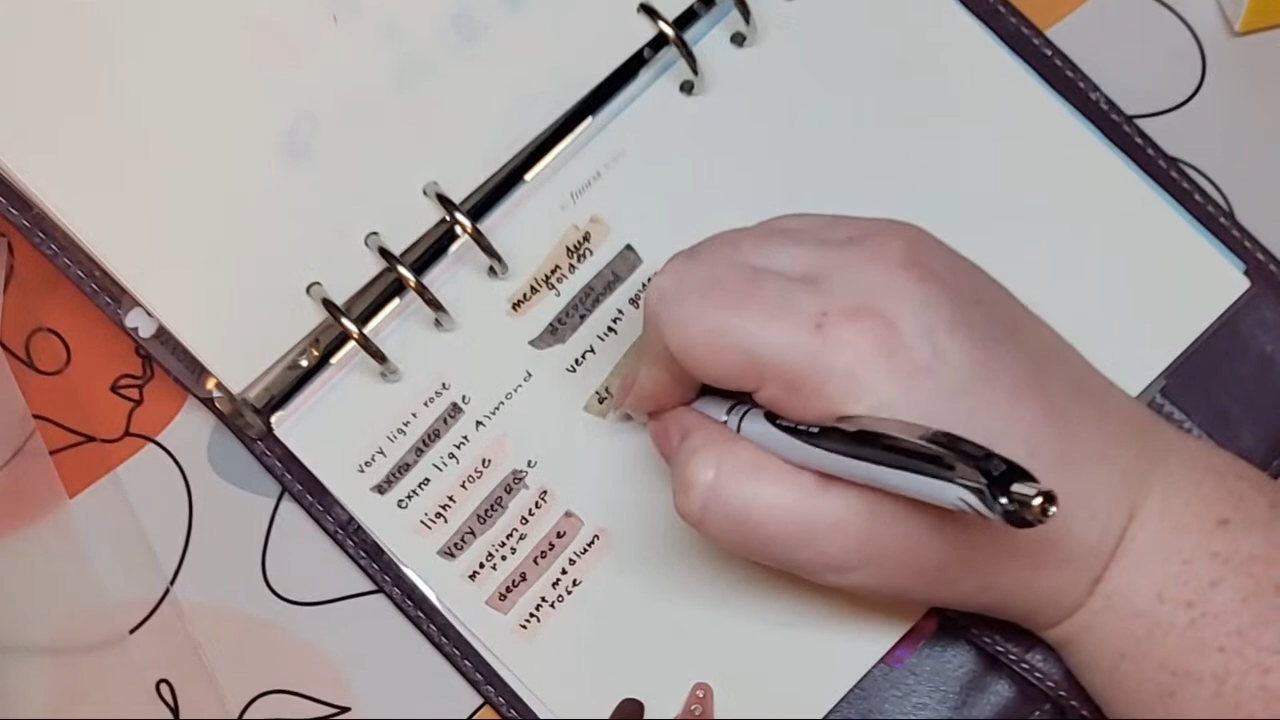 very light rose
extra deep rose
extra light Almond
light rose
very deep rose
medium deep
rose
deep rose
light medium
rose
medium deep
golden
deepest
almond
very light golden